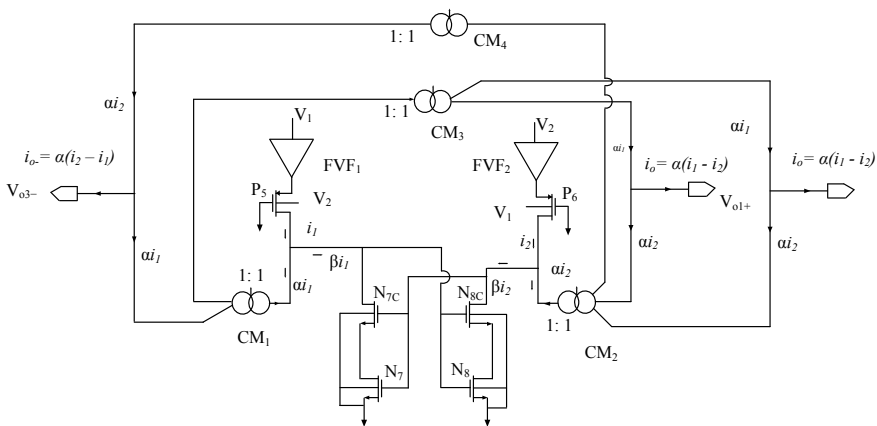 1: 1
CM4
αi2
1: 1
CM3
αi1
V1
V2
io- = α(i2 – i1)
FVF1
FVF2
αi1
io = α(i1 - i2)
io = α(i1 - i2)
P5
P6
Vo3–
V2
V1
Vo1+
i1
i2
αi1
βi1
αi2
αi2
1: 1
αi1
βi2
αi2
N7C
N8C
1: 1
CM1
CM2
N7
N8